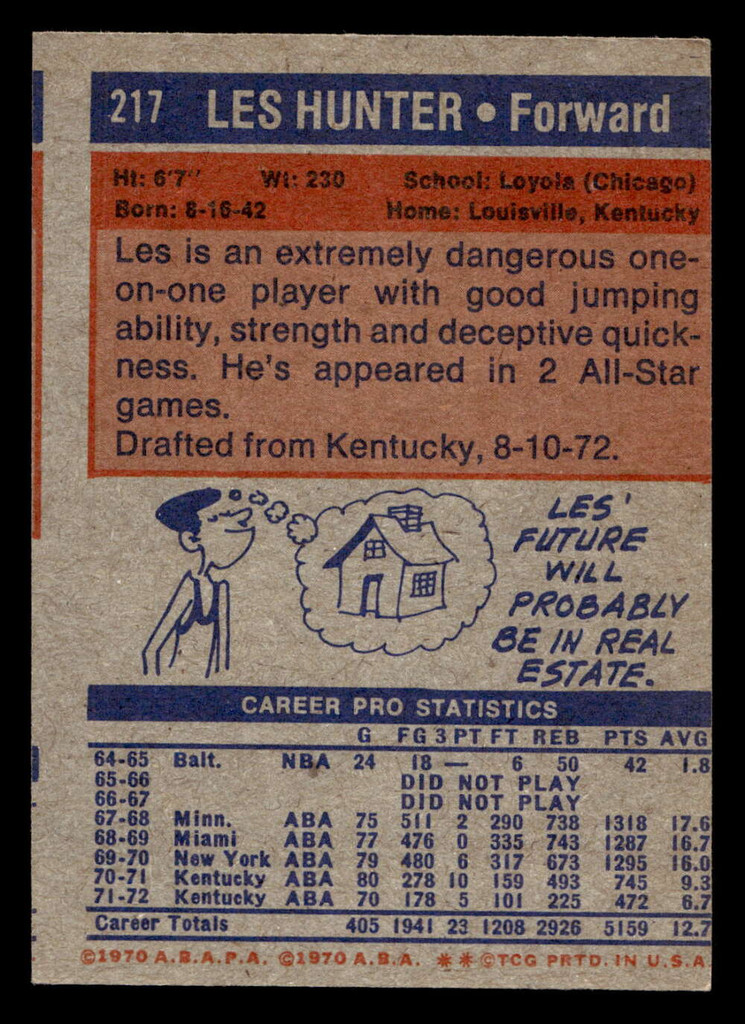 217 LES HUNTER • Forward
Ht: 6'7" Wt: 230 School: Loyola (Chicago)
Born: 8-16-42 Home: Louisville, Kentucky
Les is an extremely dangerous one-
on-one player with good jumping
ability, strength and deceptive quick-
ness. He's appeared in 2 All-Star
games.
Drafted from Kentucky, 8-10-72.
LES'
FUTURE
WILL
PROBABLY
BE IN REAL
ESTATE.
CAREER PRO STATISTICS
G FG 3PT FT REB PTS AVG
64-65 Balt. NBA 24 18 — 6 50 42 1.8
65-66 DID NOT PLAY
66-67 DID NOT PLAY
67-68 Minn. ABA 75 511 2 290 738 1318 17.6
68-69 Miami ABA 77 476 0 335 743 1287 16.7
69-70 New York ABA 79 480 6 317 673 1295 16.0
70-71 Kentucky ABA 80 278 10 159 493 745 9.3
71-72 Kentucky ABA 70 178 5 101 225 472 6.7
Career Totals 405 1941 23 1208 2926 5159 12.7
©1970 A.B.A.P.A. ©1970 A.B.A. ** ©TCG PRTD. IN U.S.A